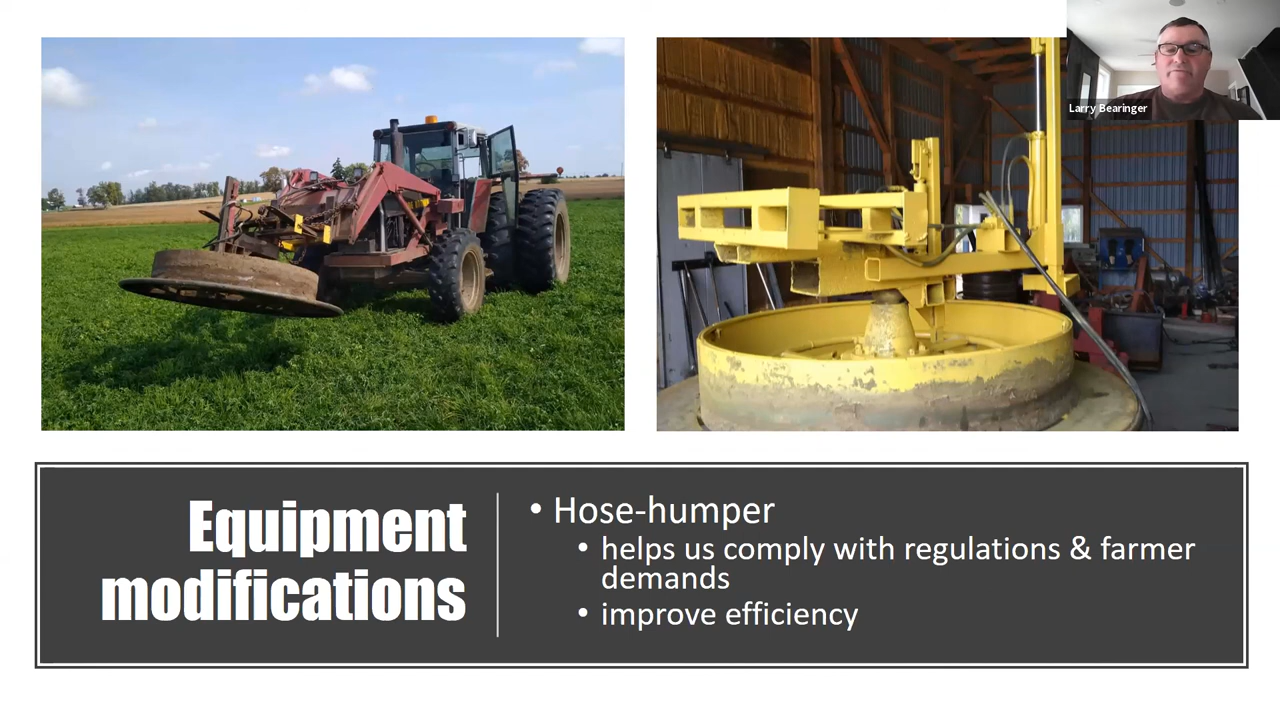 Larry Bearinger
Equipment
modifications
• Hose-humper
• helps us comply with regulations & farmer
demands
• improve efficiency